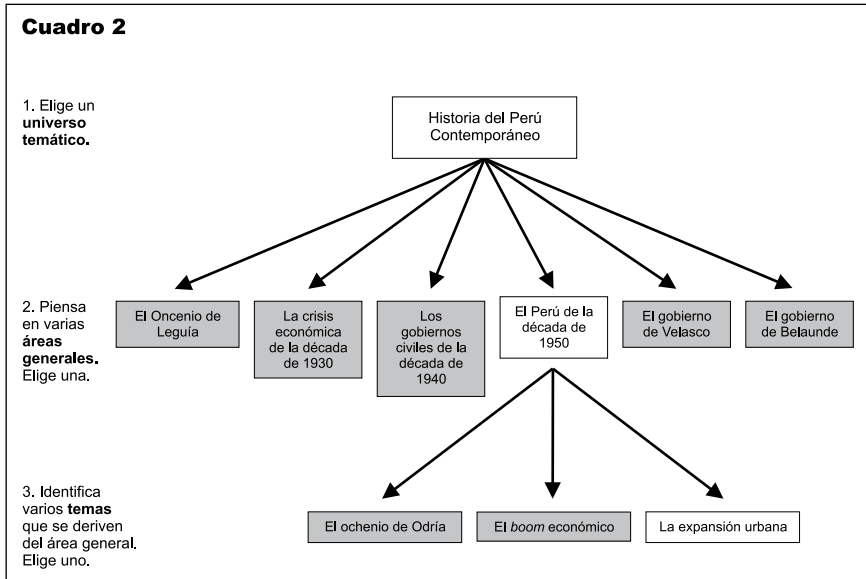 Cuadro 2
1. Elige un
universo
temático.
Historia del Perú
Contemporáneo
2. Piensa
en varias
áreas
generales.
Elige una.
El Oncenio de
Leguía
La crisis
económica
de la década
de 1930
Los
gobiernos
civiles de la
década de
1940
El Perú de la
década de
1950
El gobierno
de Velasco
El gobierno
de Belaunde
3. Identifica
varios temas
que se deriven
del área general.
Elige uno.
El ochenio de Odría
El boom económico
La expansión urbana